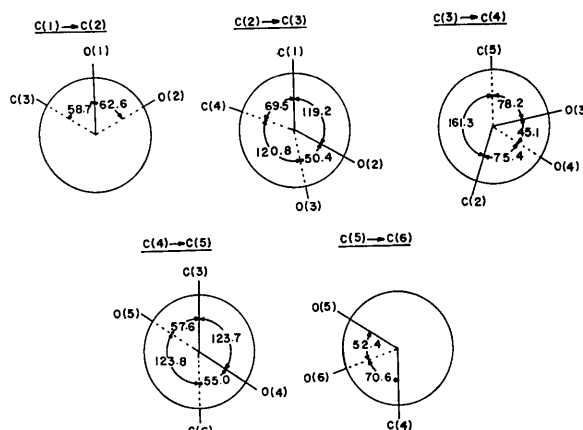 C(1)→C(2)
O(1)
C(3)
O(2)
58.7
62.6
C(2)→C(3)
C(1)
C(4)
69.5
119.2
120.8
50.4
O(2)
O(3)
C(3)→C(4)
C(5)
78.2
O(3
161.3
45.1
75.4
O(4)
C(2)
C(4)→C(5)
C(3)
O(5)
57.6
123.7
123.8
55.0
O(4)
C(6)
C(5)→C(6)
O(5)
52.4
O(6)
70.6
C(4)